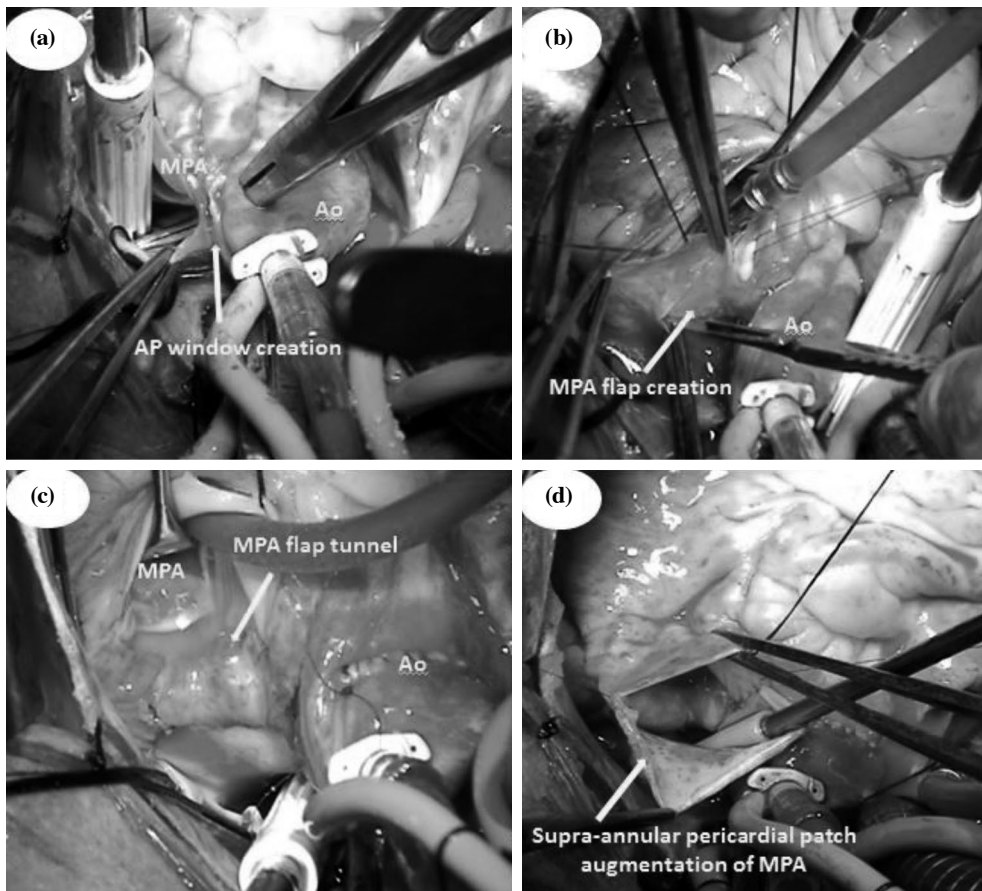 (a)
MPA
Ao
AP window creation
(b)
Ao
MPA flap creation
(c)
MPA flap tunnel
MPA
Ao
(d)
Supra-annular pericardial patch
augmentation of MPA